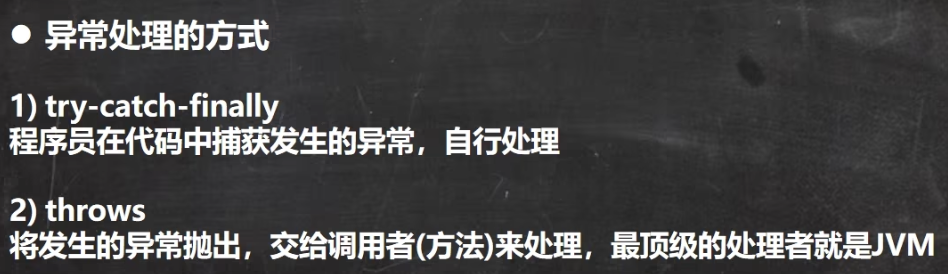 ● 异常处理的方式
1) try-catch-finally
程序员在代码中捕获发生的异常，自行处理
2) throws
将发生的异常抛出，交给调用者(方法)来处理，最顶级的处理者就是JVM